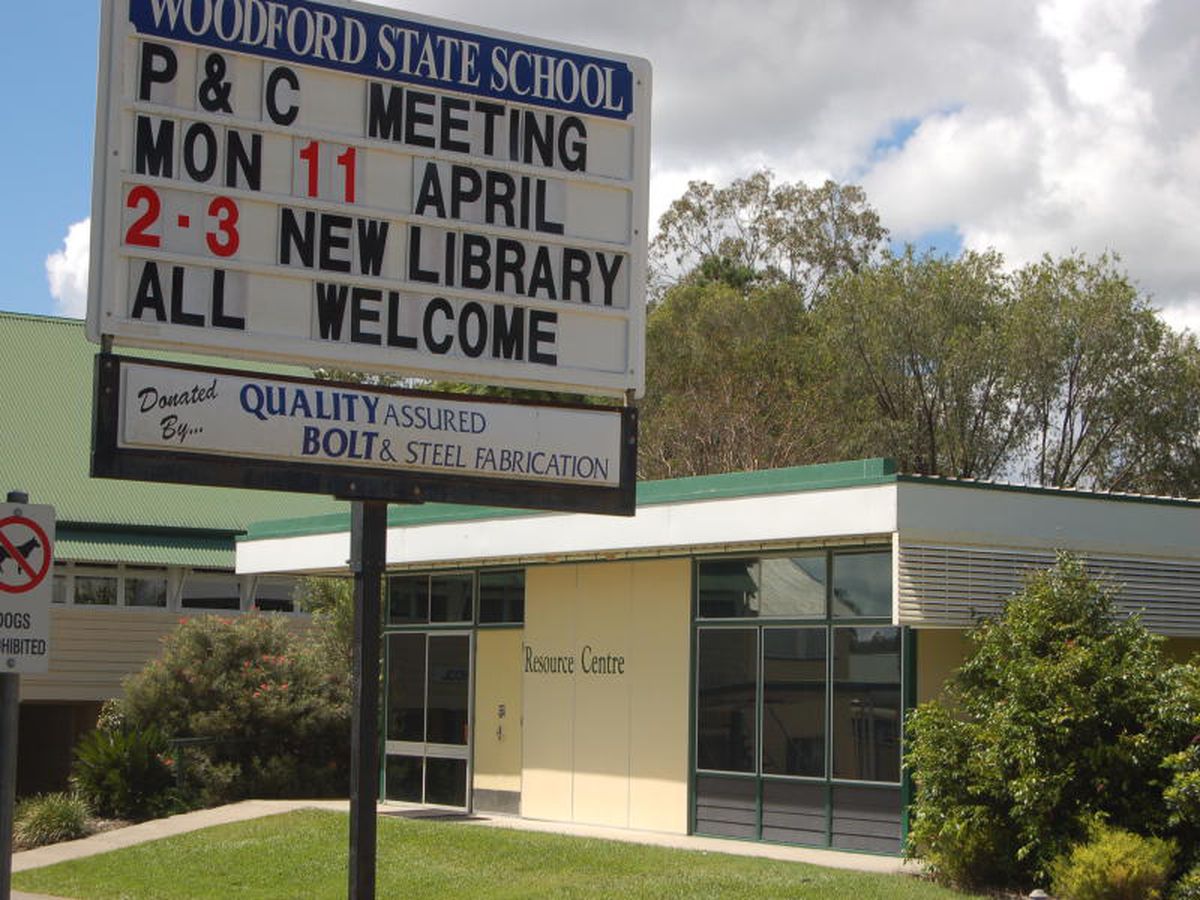 WOODFORD STATE SCHOOL
P & C MEETING
MON 11 APRIL
2·3 NEW LIBRARY
ALL WELCOME
Donated
By...
QUALITY ASSURED
BOLT & STEEL FABRICATION
DOGS
HIBITED
Resource Centre